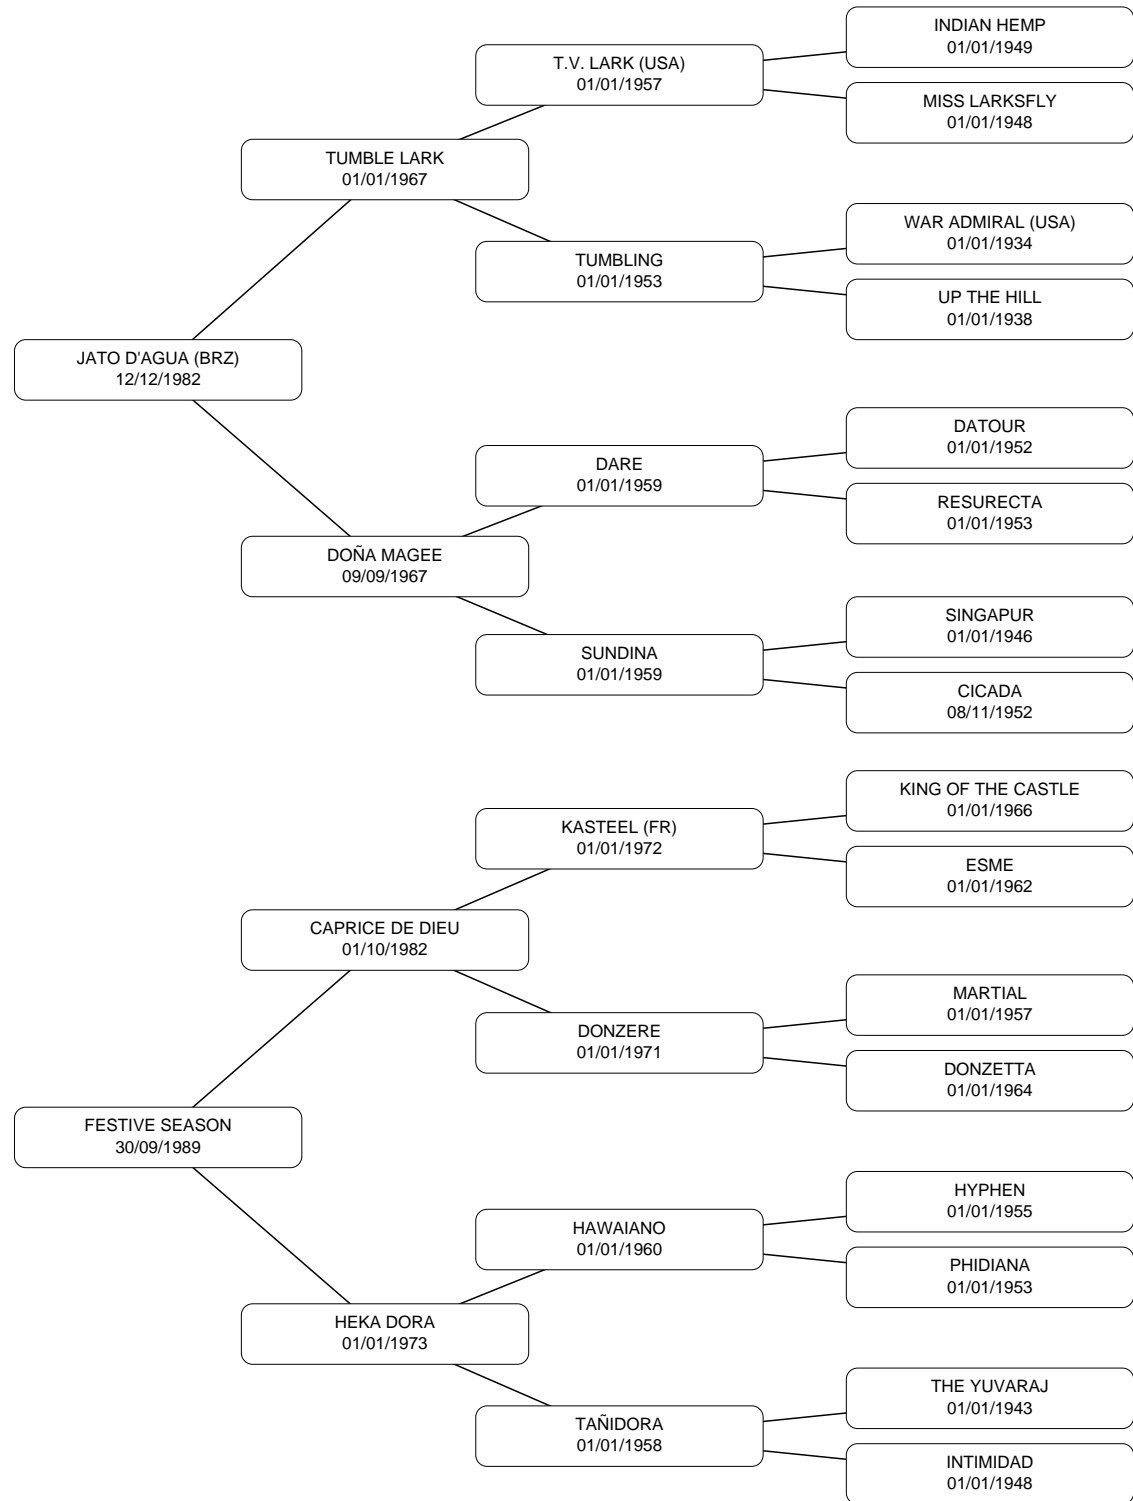 INDIAN HEMP
01/01/1949
T.V. LARK (USA)
01/01/1957
MISS LARKSFLY
01/01/1948
TUMBLE LARK
01/01/1967
WAR ADMIRAL (USA)
01/01/1934
TUMBLING
01/01/1953
UP THE HILL
01/01/1938
JATO D'AGUA (BRZ)
12/12/1982
DATOUR
01/01/1952
DARE
01/01/1959
RESURECTA
01/01/1953
DOÑA MAGEE
09/09/1967
SINGAPUR
01/01/1946
SUNDINA
01/01/1959
CICADA
08/11/1952
KING OF THE CASTLE
01/01/1966
KASTEEL (FR)
01/01/1972
ESME
01/01/1962
CAPRICE DE DIEU
01/10/1982
MARTIAL
01/01/1957
DONZERE
01/01/1971
DONZETTA
01/01/1964
FESTIVE SEASON
30/09/1989
HYPHEN
01/01/1955
HAWAIANO
01/01/1960
PHIDIANA
01/01/1953
HEKA DORA
01/01/1973
THE YUVARAJ
01/01/1943
TAÑIDORA
01/01/1958
INTIMIDAD
01/01/1948